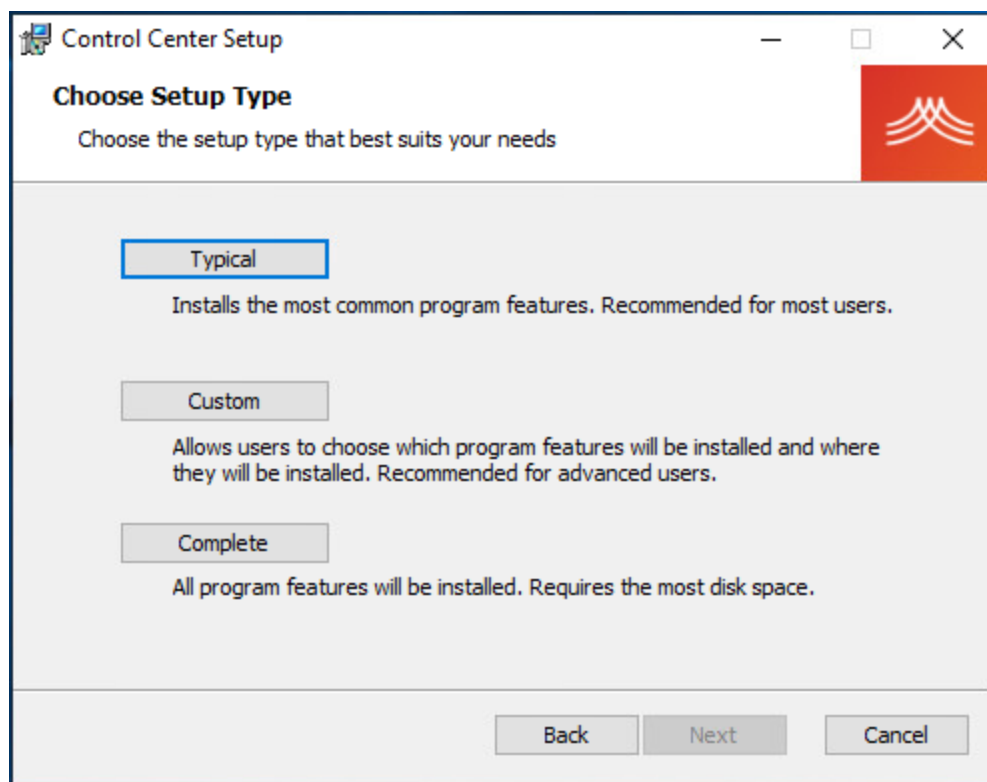 Control Center Setup
Choose Setup Type
Choose the setup type that best suits your needs
Typical
Installs the most common program features. Recommended for most users.
Custom
Allows users to choose which program features will be installed and where
they will be installed. Recommended for advanced users.
Complete
All program features will be installed. Requires the most disk space.
Back
Next
Cancel